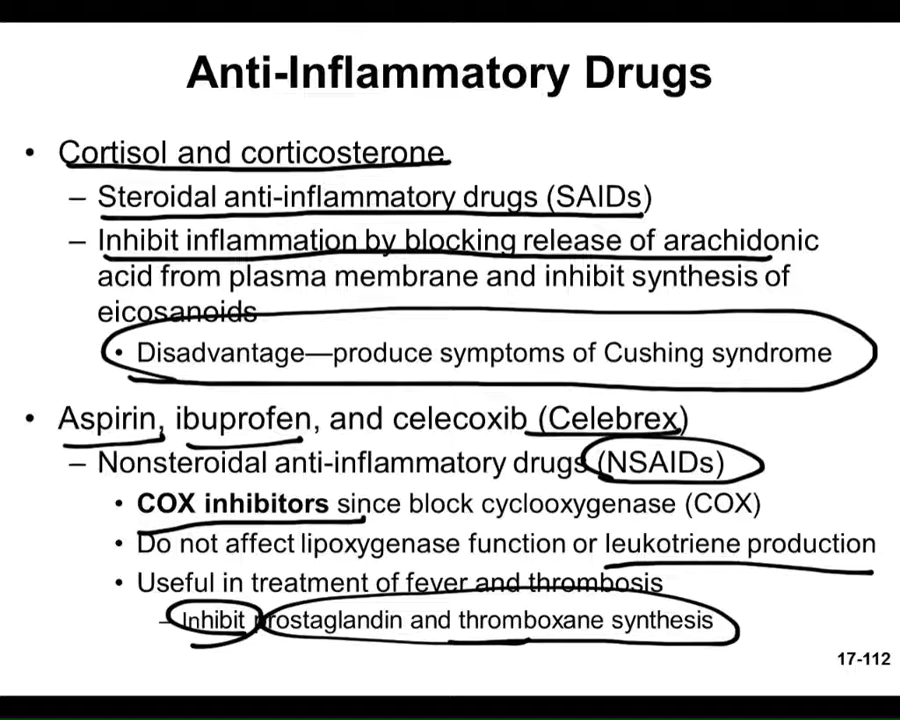 Anti-Inflammatory Drugs
• Cortisol and corticosterone
– Steroidal anti-inflammatory drugs (SAIDs)
– Inhibit inflammation by blocking release of arachidonic
acid from plasma membrane and inhibit synthesis of
eicosanoids
• Disadvantage—produce symptoms of Cushing syndrome
• Aspirin, ibuprofen, and celecoxib (Celebrex)
– Nonsteroidal anti-inflammatory drugs (NSAIDs)
• COX inhibitors since block cyclooxygenase (COX)
• Do not affect lipoxygenase function or leukotriene production
• Useful in treatment of fever and thrombosis
– Inhibit prostaglandin and thromboxane synthesis
17-112